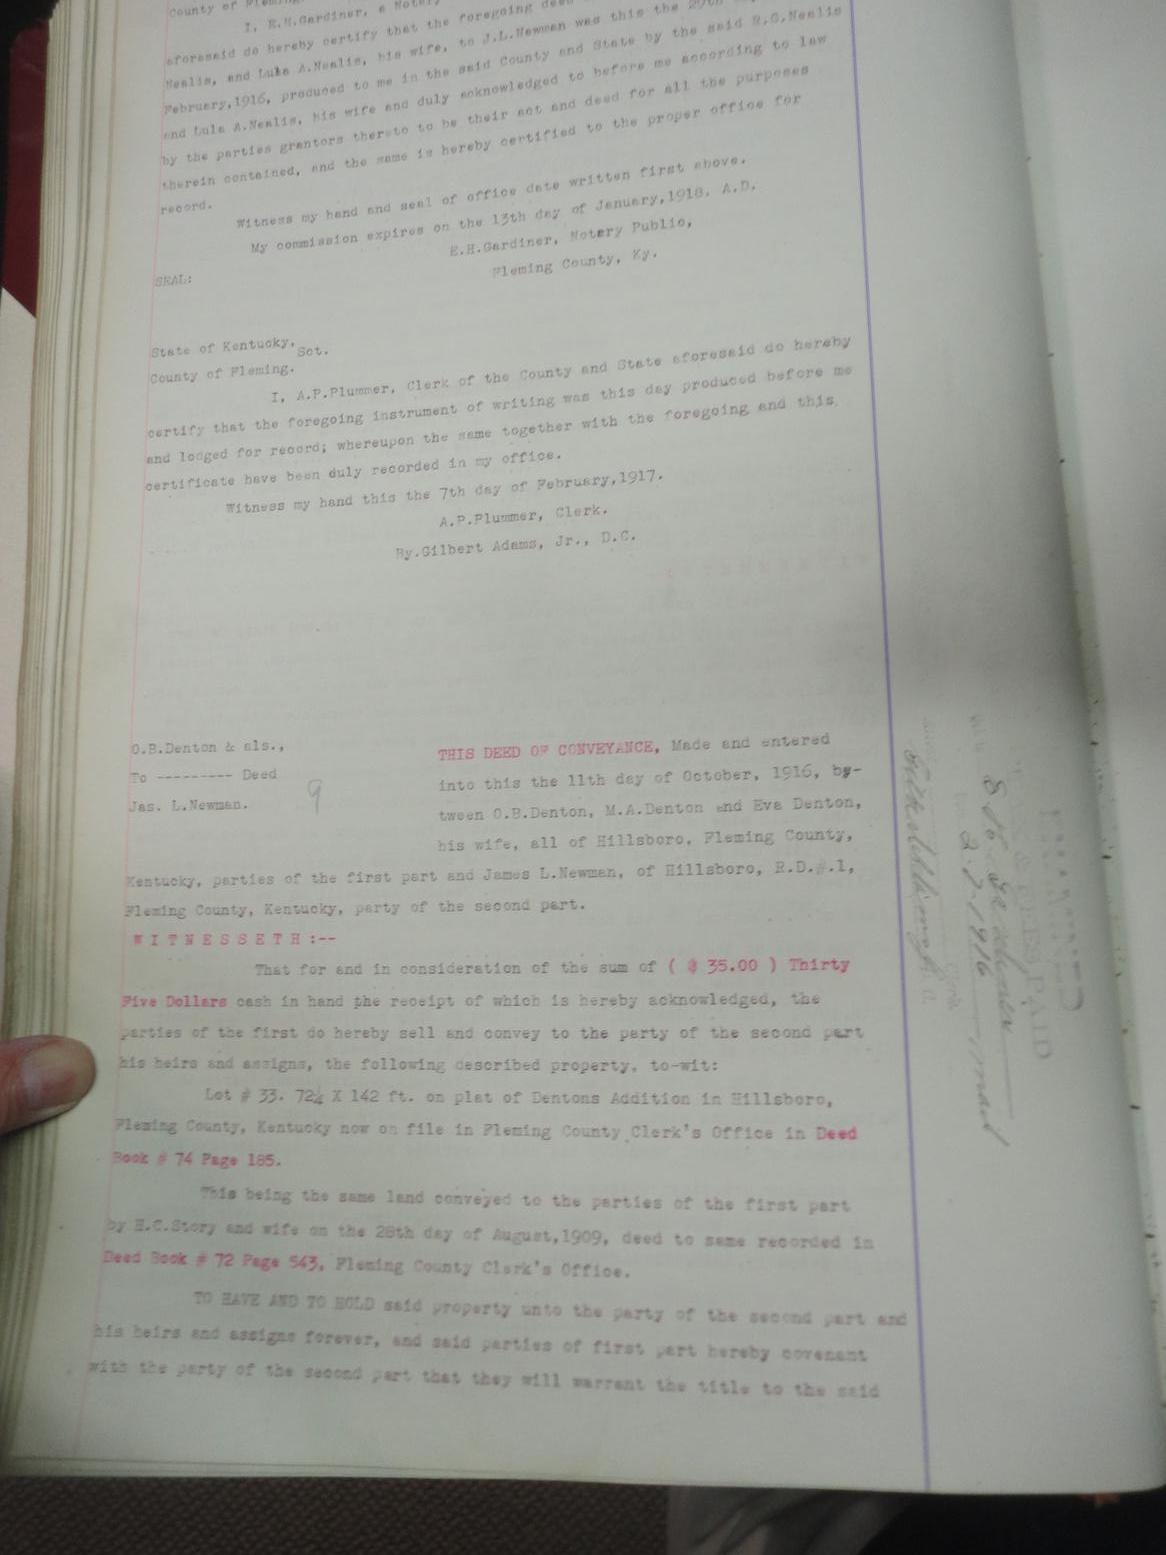 County of Fleming.
I, E.H.Gardiner, a Notary
aforesaid do hereby certify that the foregoing deed
Nealis, and Lula A.Nealis, his wife, to J.L.Newman was this the 29th
February,1916, produced to me in the said County and State by the said R.G.Nealis
and Lula A.Nealis, his wife and duly acknowledged to before me according to law
by the parties grantors thereto to be their act and deed for all the purposes
therein contained, and the same is hereby certified to the proper office for
record.
Witness my hand and seal of office date written first above.
My commission expires on the 13th day of January,1918. A.D.
E.H.Gardiner, Notery Public,
SEAL:
Fleming County, Ky.
State of Kentucky,
Sct.
County of Fleming.
I, A.P.Plummer, Clerk of the County and State aforesaid do hereby
certify that the foregoing instrument of writing was this day produced before me
and lodged for record; whereupon the same together with the foregoing and this
certificate have been duly recorded in my office.
Witness my hand this the 7th day of February,1917.
A.P.Plummer, Clerk.
By.Gilbert Adams, Jr., D.C.
O.B.Denton & als.,
To --------- Deed
Jas. L.Newman.
9
THIS DEED OF CONVEYANCE, Made and entered
into this the 11th day of October, 1916, by-
tween O.B.Denton, M.A.Denton and Eva Denton,
his wife, all of Hillsboro, Fleming County,
Kentucky, parties of the first part and James L.Newman, of Hillsboro, R.D.#.1,
Fleming County, Kentucky, party of the second part.
W I T N E S S E T H :--
That for and in consideration of the sum of ( $ 35.00 ) Thirty
Five Dollars cash in hand the receipt of which is hereby acknowledged, the
parties of the first do hereby sell and convey to the party of the second part
his heirs and assigns, the following described property, to-wit:
Lot # 33. 72½ X 142 ft. on plat of Dentons Addition in Hillsboro,
Fleming County, Kentucky now on file in Fleming County Clerk's Office in Deed
Book # 74 Page 185.
This being the same land conveyed to the parties of the first part
by H.C.Story and wife on the 28th day of August,1909, deed to same recorded in
Deed Book # 72 Page 543, Fleming County Clerk's Office.
TO HAVE AND TO HOLD said property unto the party of the second part and
his heirs and assigns forever, and said parties of first part hereby covenant
with the party of the second part that they will warrant the title to the said